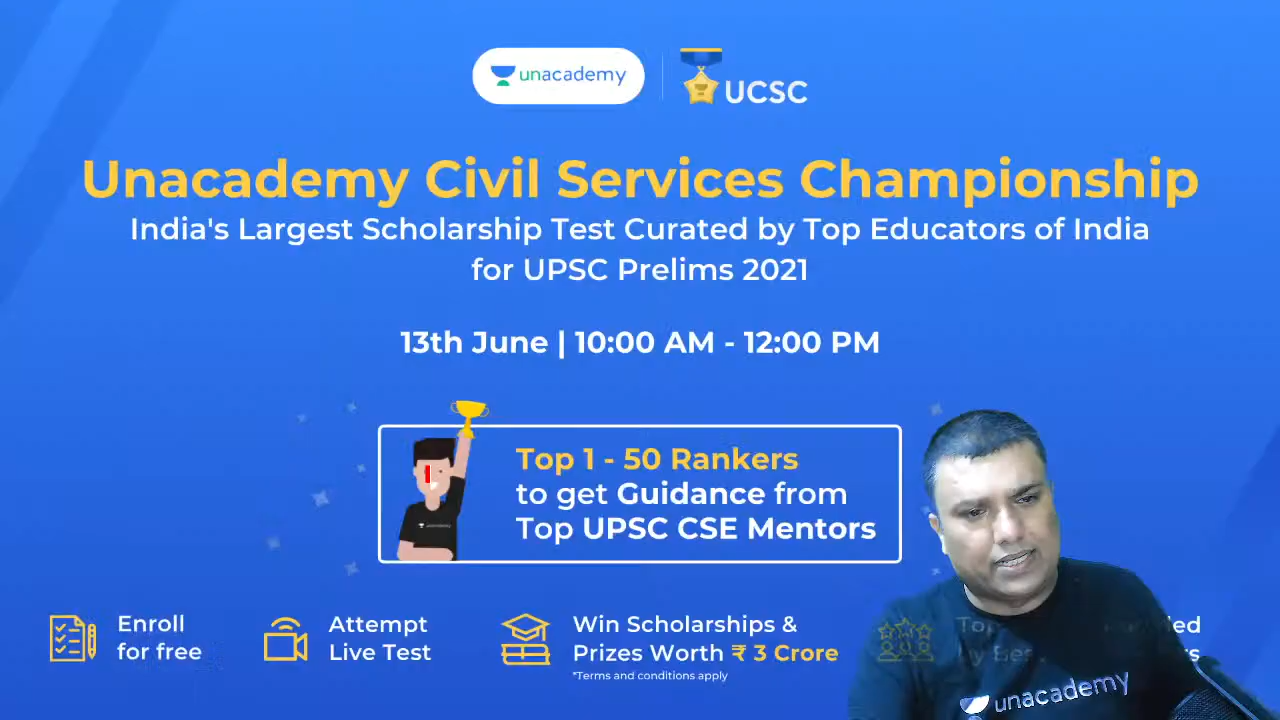 unacademy
UCSC
Unacademy Civil Services Championship
India's Largest Scholarship Test Curated by Top Educators of India
for UPSC Prelims 2021
13th June | 10:00 AM - 12:00 PM
Top 1 - 50 Rankers
to get Guidance from
Top UPSC CSE Mentors
Enroll
for free
Attempt
Live Test
Win Scholarships &
Prizes Worth ₹ 3 Crore
*Terms and conditions apply
unacademy